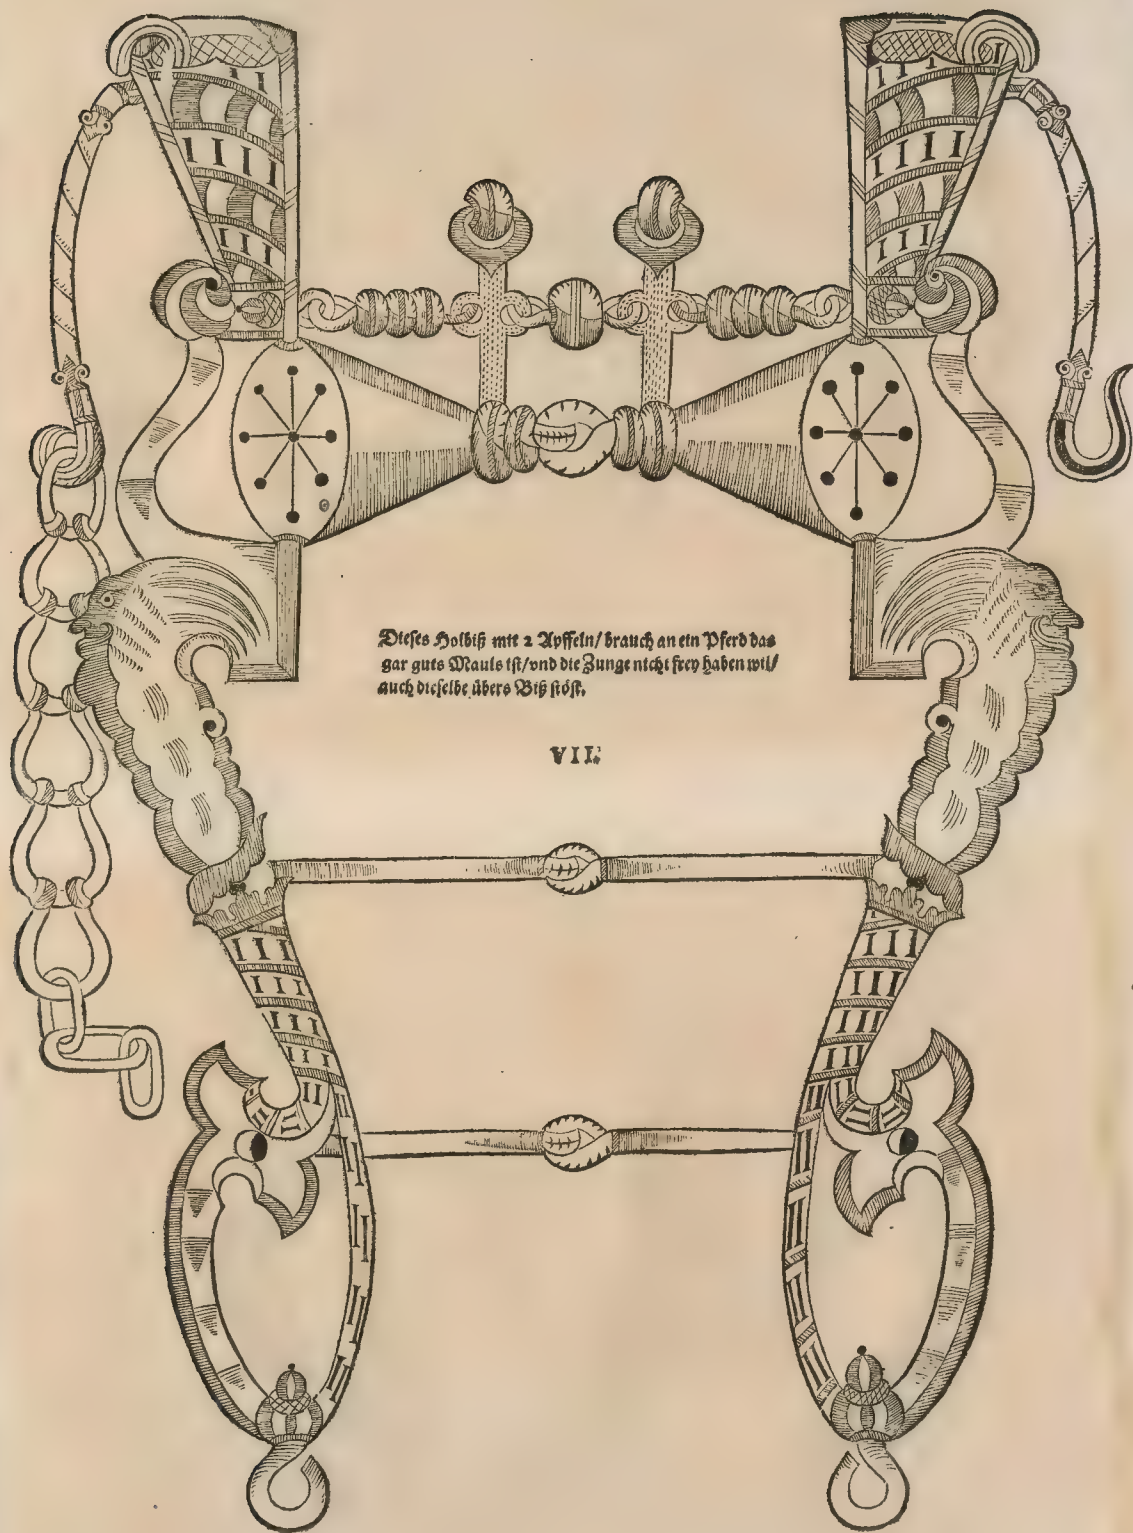 Dieses Holbiß mit 2 Apffeln/ brauch an ein Pferd das
gar guts Mauls ist/ vnd die Zunge nicht frey haben wil/
auch dieselbe übers Biß stöst.
VII.